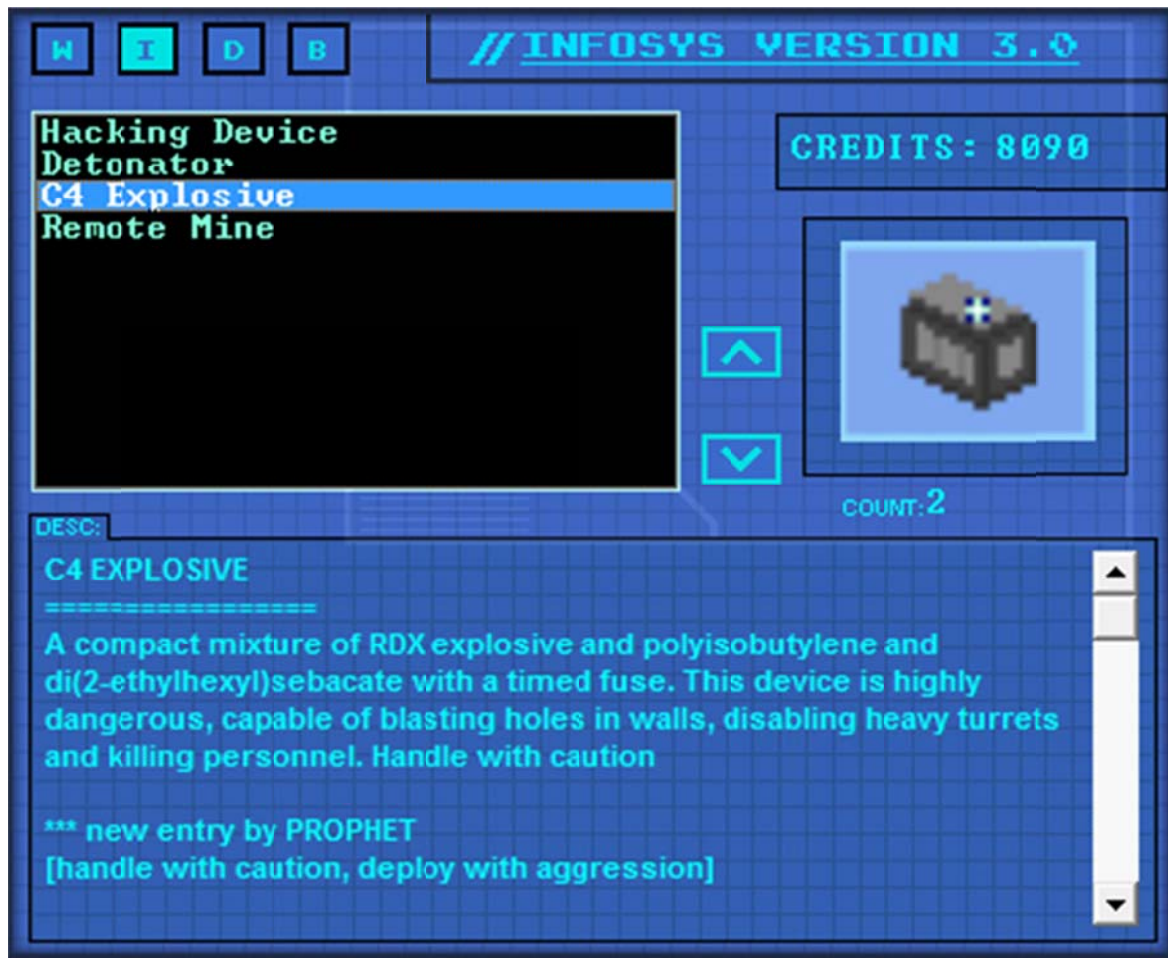 W I D B
//INFOSYS VERSION 3.0
Hacking Device
Detonator
C4 Explosive
Remote Mine
CREDITS: 8090
COUNT:2
DESC:
C4 EXPLOSIVE
==================
A compact mixture of RDX explosive and polyisobutylene and
di(2-ethylhexyl)sebacate with a timed fuse. This device is highly
dangerous, capable of blasting holes in walls, disabling heavy turrets
and killing personnel. Handle with caution
*** new entry by PROPHET
[handle with caution, deploy with aggression]